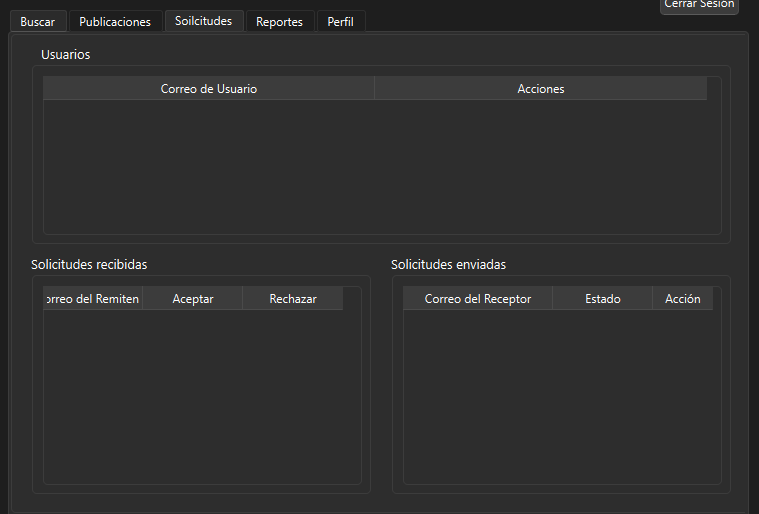 Cerrar Sesión
Buscar Publicaciones Soilcitudes Reportes Perfil
Usuarios
Correo de Usuario Acciones
Solicitudes recibidas Solicitudes enviadas
orreo del Remiten Aceptar Rechazar Correo del Receptor Estado Acción